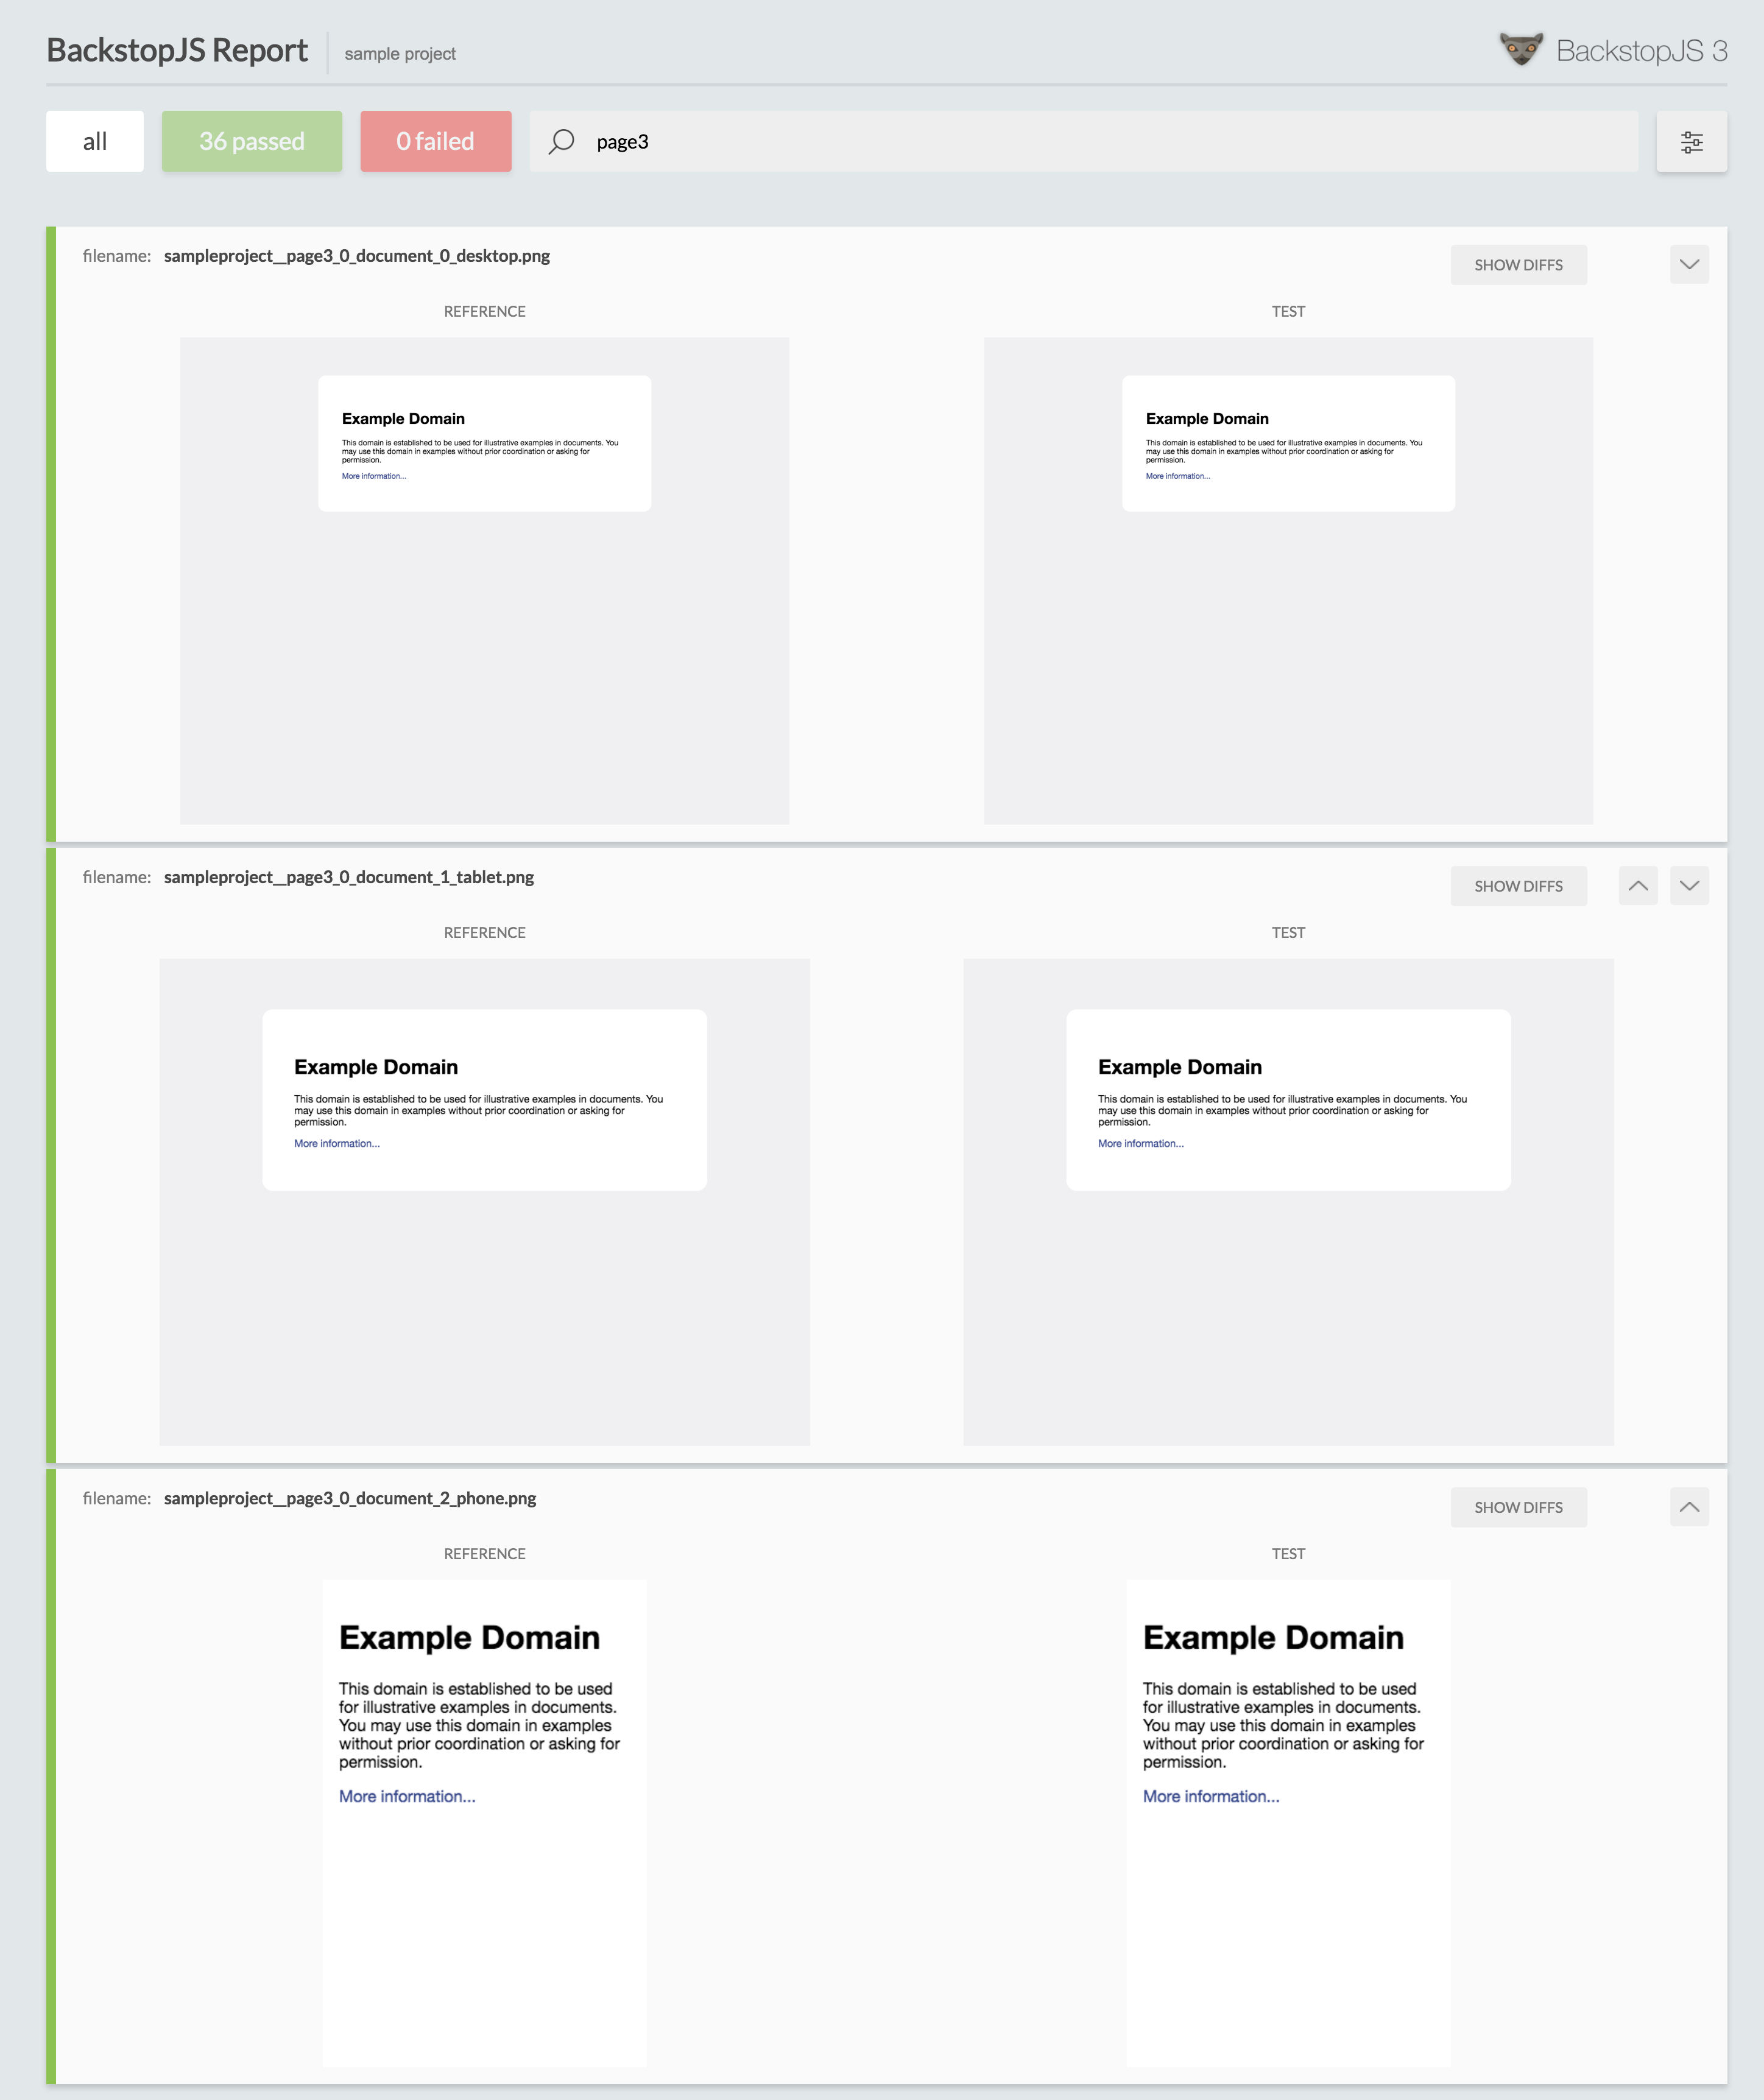 BackstopJS Report
sample project
BackstopJS 3
all
36 passed
0 failed
page3
filename: sampleproject__page3_0_document_0_desktop.png
SHOW DIFFS
REFERENCE
TEST
Example Domain
This domain is established to be used for illustrative examples in documents. You
may use this domain in examples without prior coordination or asking for
permission.
More information...
Example Domain
This domain is established to be used for illustrative examples in documents. You
may use this domain in examples without prior coordination or asking for
permission.
More information...
filename: sampleproject__page3_0_document_1_tablet.png
SHOW DIFFS
REFERENCE
TEST
Example Domain
This domain is established to be used for illustrative examples in documents. You
may use this domain in examples without prior coordination or asking for
permission.
More information...
Example Domain
This domain is established to be used for illustrative examples in documents. You
may use this domain in examples without prior coordination or asking for
permission.
More information...
filename: sampleproject__page3_0_document_2_phone.png
SHOW DIFFS
REFERENCE
TEST
Example Domain
This domain is established to be used
for illustrative examples in documents.
You may use this domain in examples
without prior coordination or asking for
permission.
More information...
Example Domain
This domain is established to be used
for illustrative examples in documents.
You may use this domain in examples
without prior coordination or asking for
permission.
More information...